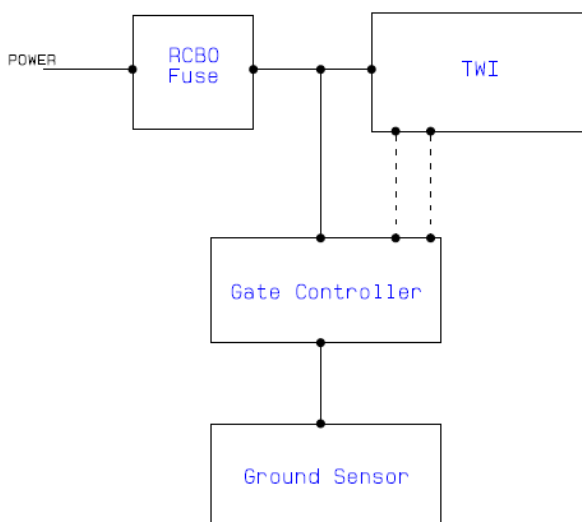 POWER
RCBO
Fuse
TWI
Gate Controller
Ground Sensor